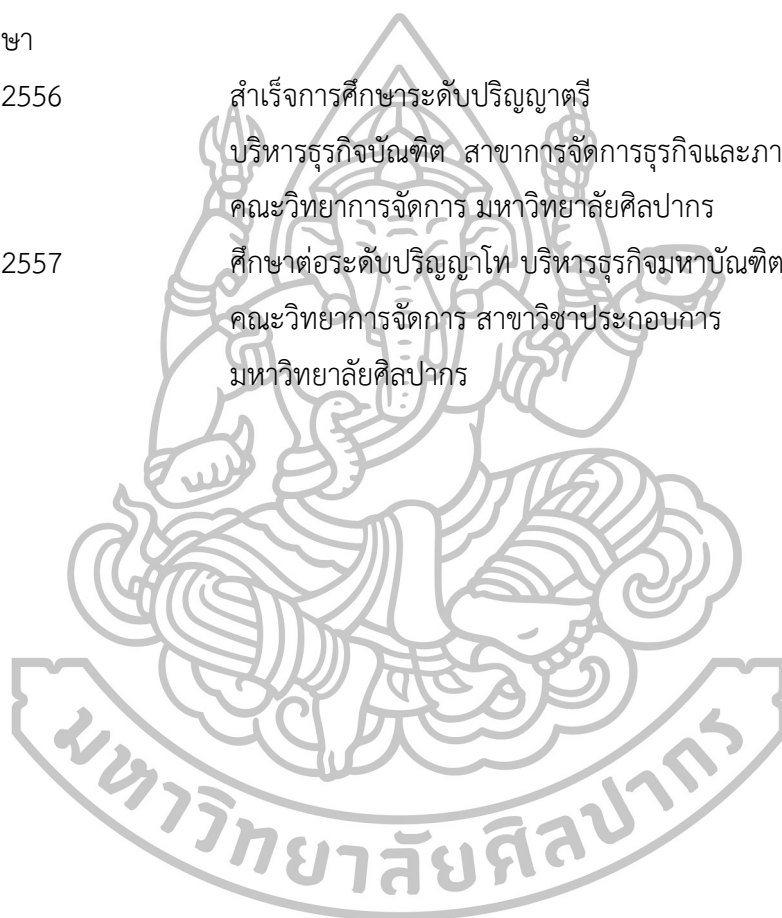 ษา
2556 สำเร็จการศึกษาระดับปริญญาตรี
บริหารธุรกิจบัณฑิต สาขาการจัดการธุรกิจและภา
คณะวิทยาการจัดการ มหาวิทยาลัยศิลปากร
2557 ศึกษาต่อระดับปริญญาโท บริหารธุรกิจมหาบัณฑิต
คณะวิทยาการจัดการ สาขาวิชาประกอบการ
มหาวิทยาลัยศิลปากร
มหาวิทยาลัยศิลปากร